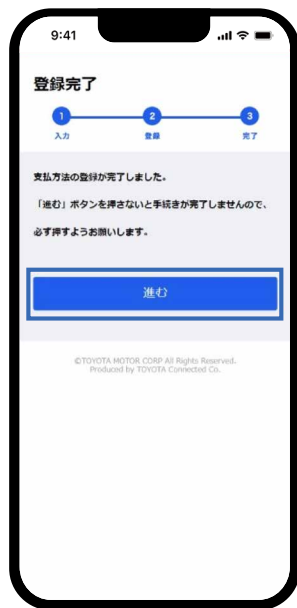 9:41
登録完了
1 2 3
入力 登録 完了
支払方法の登録が完了しました。
「進む」ボタンを押さないと手続きが完了しませんので、
必ず押すようお願いします。
進む
©TOYOTA MOTOR CORP All Rights Reserved.
Produced by TOYOTA Connected Co.